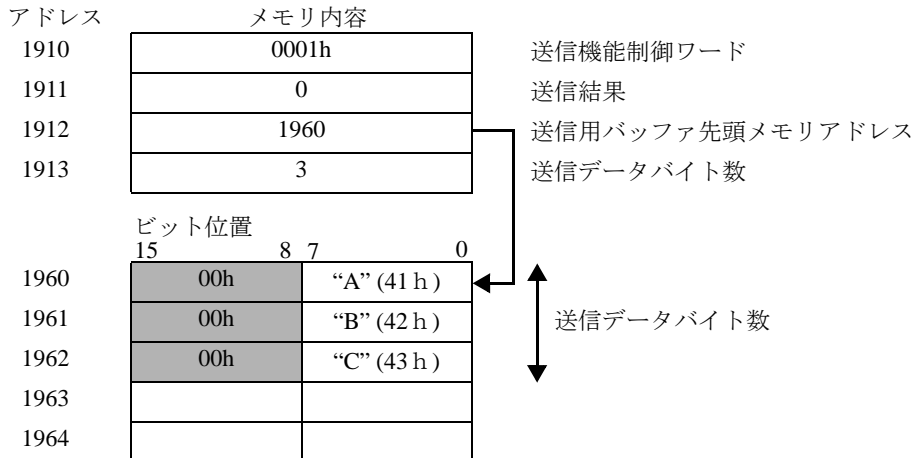 アドレス メモリ内容
1910 0001h 送信機能制御ワード
1911 0 送信結果
1912 1960 送信用バッファ先頭メモリアドレス
1913 3 送信データバイト数
ビット位置
15 8 7 0
1960 00h “A” (41ｈ)
1961 00h “B” (42ｈ) 送信データバイト数
1962 00h “C” (43ｈ)
1963
1964